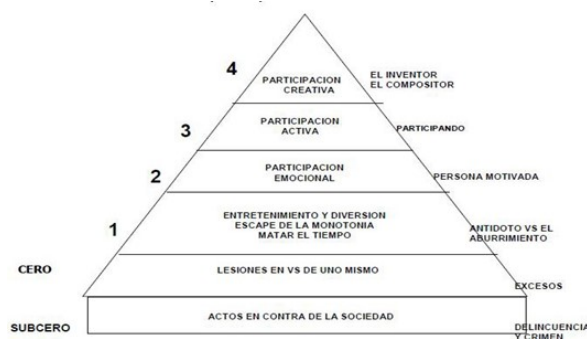 4
PARTICIPACION
CREATIVA
EL INVENTOR
EL COMPOSITOR
3
PARTICIPACION
ACTIVA
PARTICIPANDO
2
PARTICIPACION
EMOCIONAL
PERSONA MOTIVADA
1
ENTRETENIMIENTO Y DIVERSION
ESCAPE DE LA MONOTONIA
MATAR EL TIEMPO
ANTIDOTO VS EL
ABURRIMIENTO
CERO
LESIONES EN VS DE UNO MISMO
EXCESOS
SUBCERO
ACTOS EN CONTRA DE LA SOCIEDAD
DELINCUENCIA
Y CRIMEN